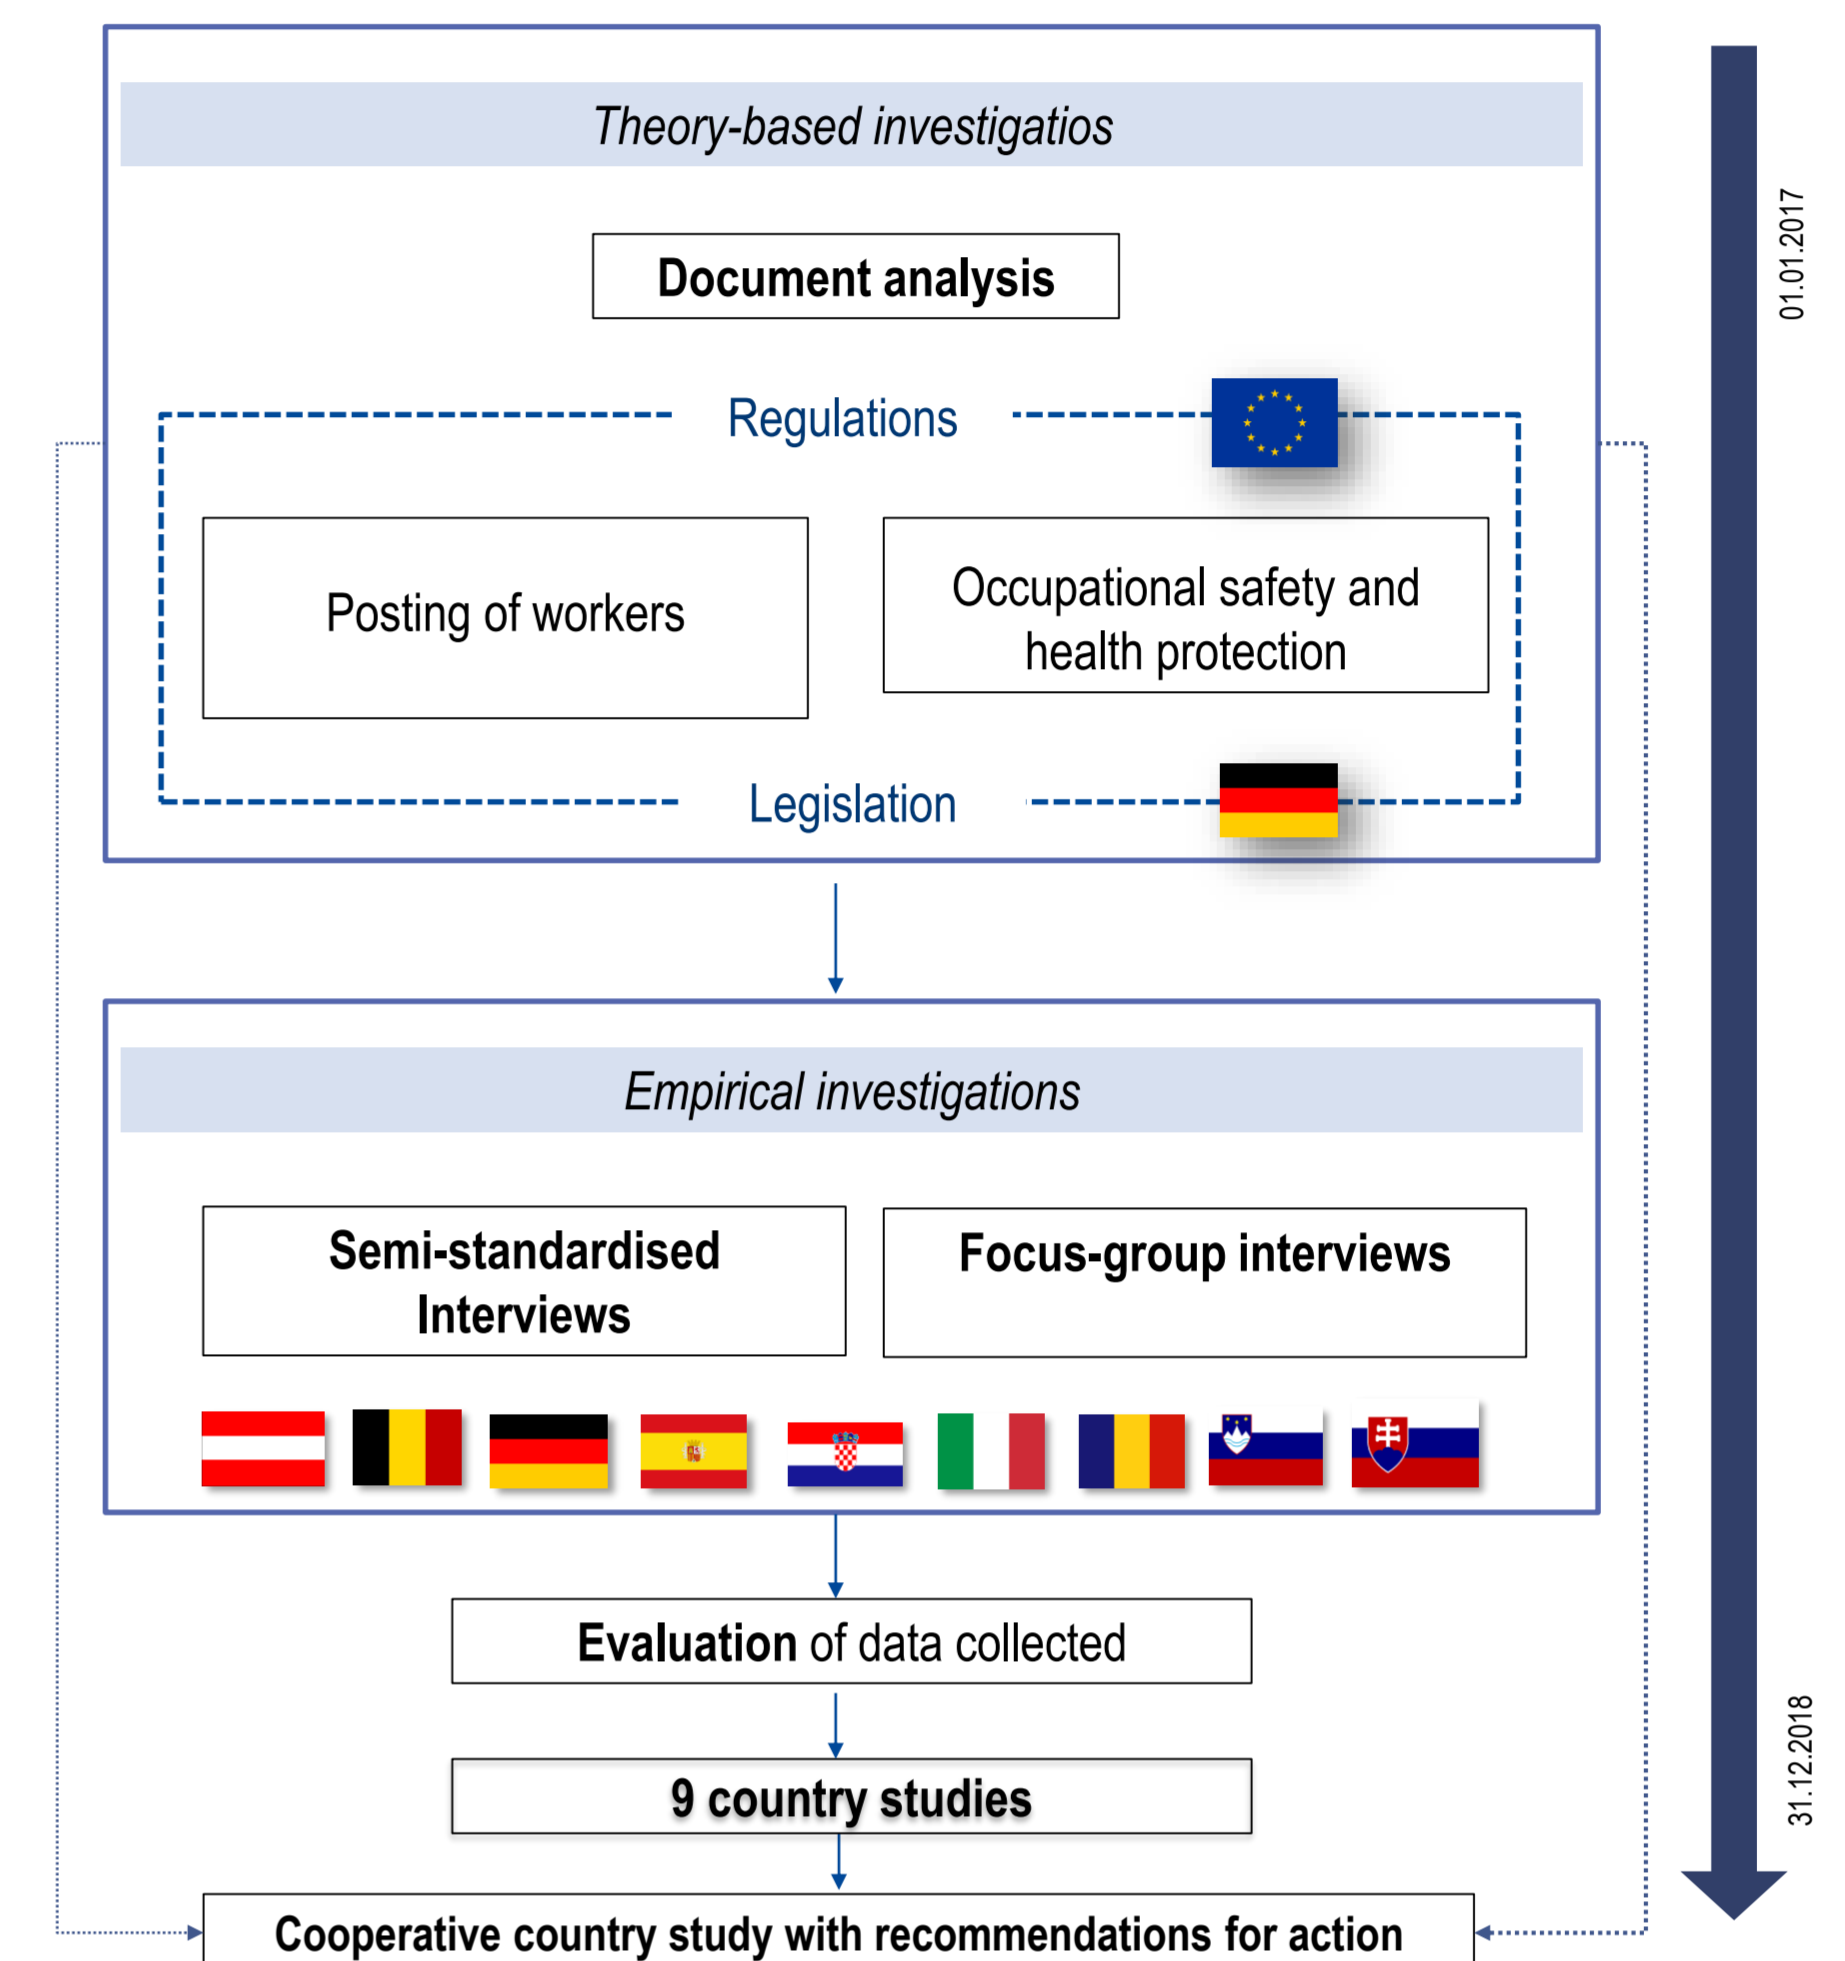 Theory-based investigatios
01.01.2017
Document analysis
Regulations
Posting of workers
Occupational safety and
health protection
Legislation
Empirical investigations
Semi-standardised
Interviews
Focus-group interviews
Evaluation of data collected
9 country studies
31.12.2018
Cooperative country study with recommendations for action